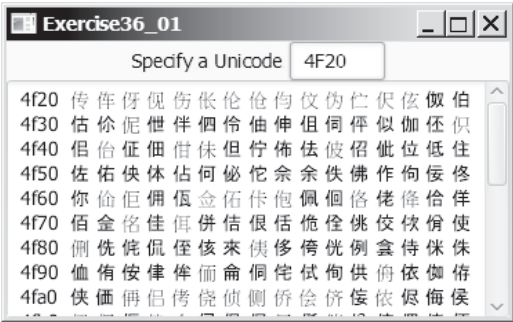 Exercise36_01
Specify a Unicode 4F20
4f20 传 伡 伢 伣 伤 伥 伦 伧 伨 伩 伪 伫 伬 伭 伮 伯
4f30 估 伱 伲 伳 伴 伵 伶 伷 伸 伹 伺 伻 似 伽 伾 伿
4f40 佀 佁 佂 佃 佄 佅 但 佇 佈 佉 佊 佋 佌 位 低 住
4f50 佐 佑 佒 体 佔 何 佖 佗 佘 余 佚 佛 作 佝 佞 佟
4f60 你 佡 佢 佣 佤 佥 佦 佧 佨 佩 佪 佫 佬 佭 佮 佯
4f70 佰 佱 佲 佳 佴 併 佶 佷 佸 佹 佺 佻 佼 佽 佾 使
4f80 侀 侁 侂 侃 侄 侅 來 侇 侈 侉 侊 例 侌 侍 侎 侏
4f90 侐 侑 侒 侓 侔 侕 侖 侗 侘 侙 侚 供 侜 依 侞 侟
4fa0 侠 価 侢 侣 侤 侥 侦 侧 侨 侩 侪 侫 侬 侭 侮 侯